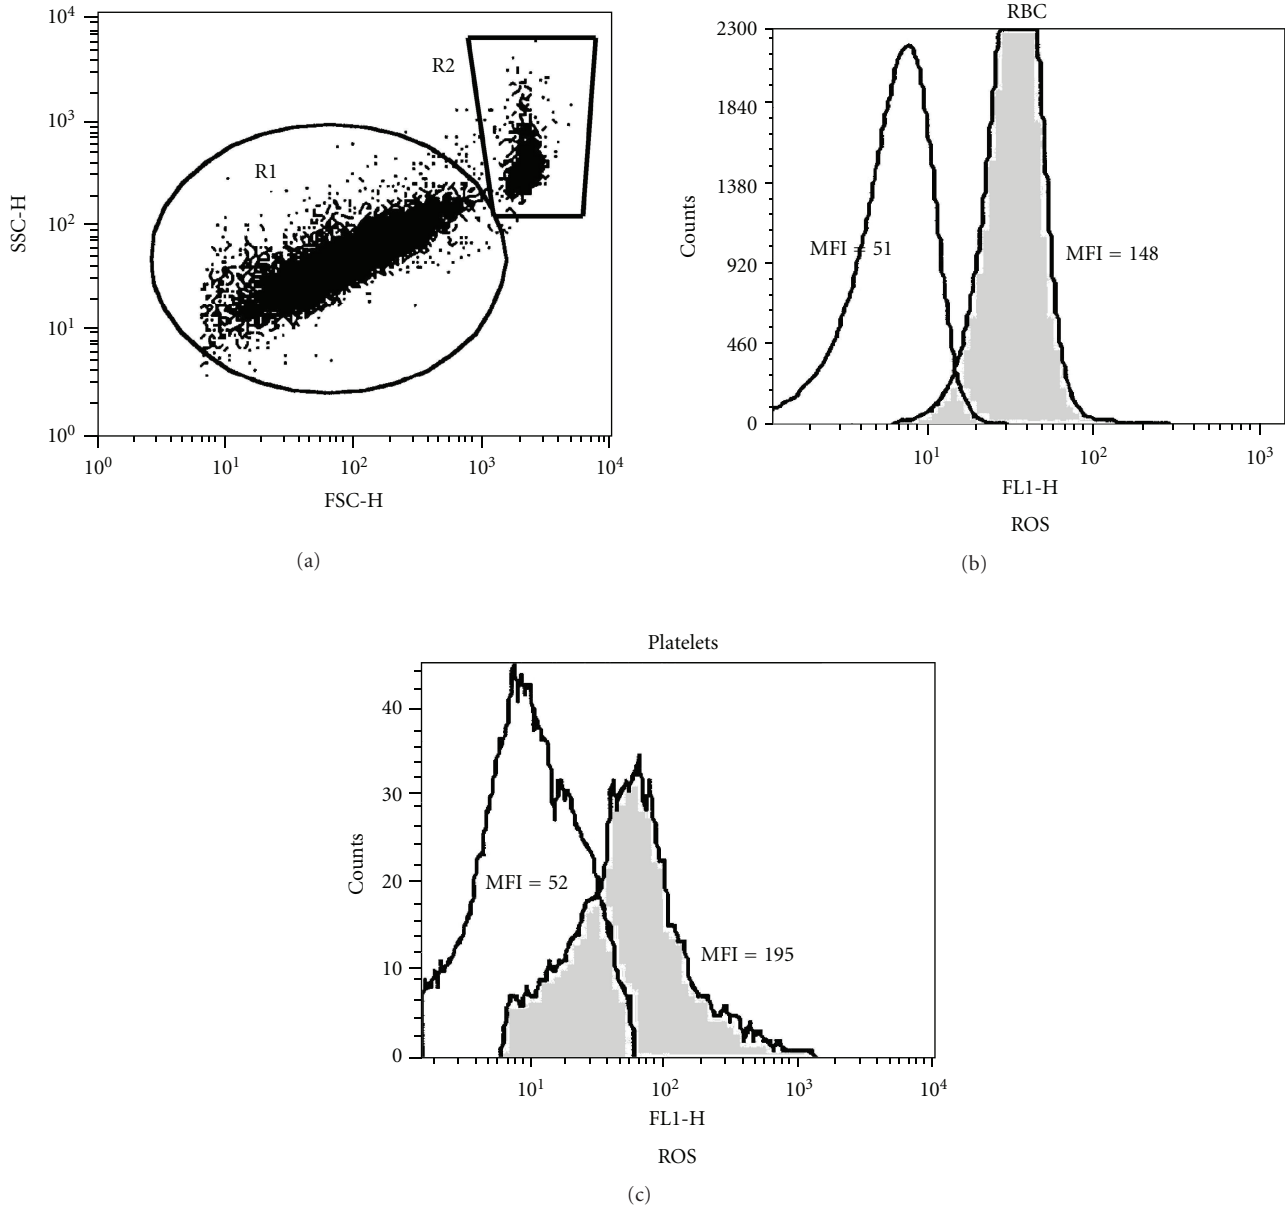 10⁴
10³
10²
10¹
10⁰
SSC-H
R1
R2
10⁰ 10¹ 10² 10³ 10⁴
FSC-H
(a)
RBC
2300
1840
1380
920
460
0
Counts
MFI = 51
MFI = 148
10¹ 10² 10³
FL1-H
ROS
(b)
Platelets
40
30
20
10
0
Counts
MFI = 52
MFI = 195
10¹ 10² 10³ 10⁴
FL1-H
ROS
(c)